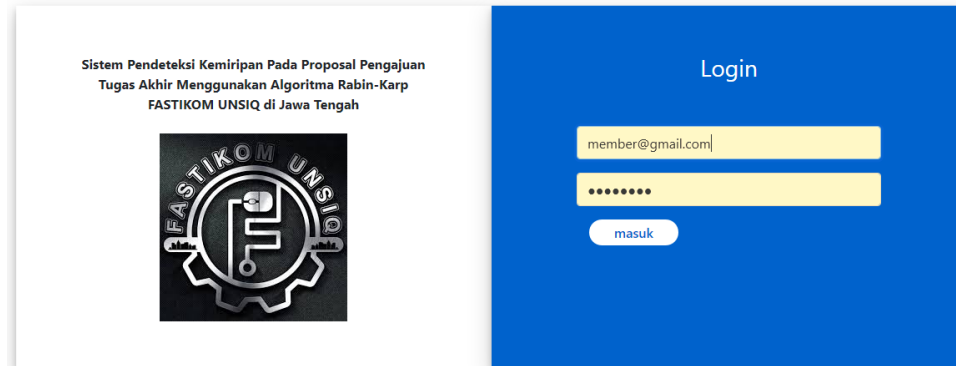 Sistem Pendeteksi Kemiripan Pada Proposal Pengajuan
Tugas Akhir Menggunakan Algoritma Rabin-Karp
FASTIKOM UNSIQ di Jawa Tengah
FASTIKOM UNSIQ
Login
member@gmail.com
••••••••
masuk